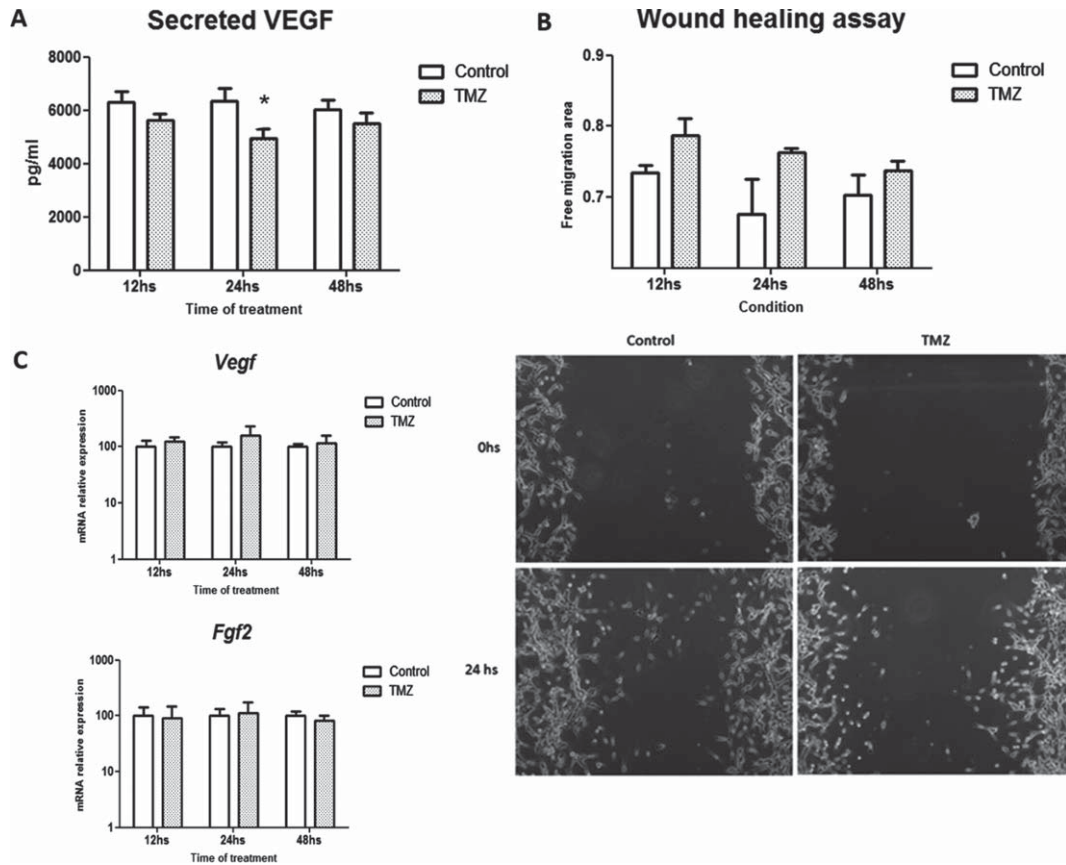 A
Secreted VEGF
8000
6000
4000
2000
0
pg/ml
12hs
24hs
48hs
*
Time of treatment
Control
TMZ
B
Wound healing assay
0.9
0.8
0.7
Free migration area
12hs
24hs
48hs
Condition
Control
TMZ
C
Vegf
1000
100
10
1
mRNA relative expression
12hs
24hs
48hs
Time of treatment
Control
TMZ
Fgf2
1000
100
10
1
mRNA relative expression
12hs
24hs
48hs
Time of treatment
Control
TMZ
Control
TMZ
0hs
24 hs